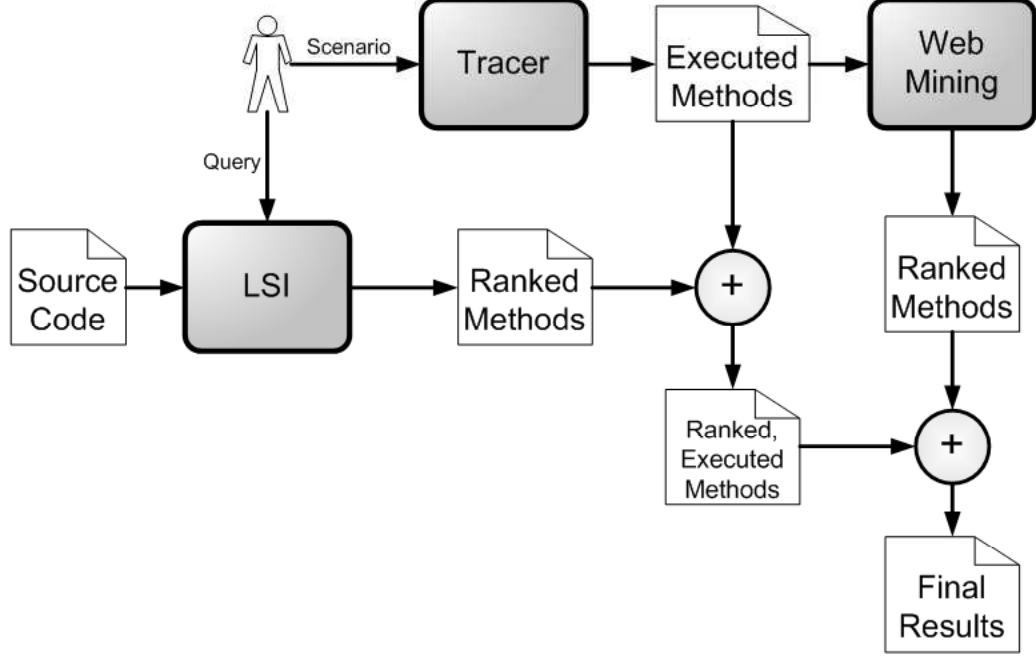 Scenario
Tracer
Executed
Methods
Web
Mining
Query
Source
Code
LSI
Ranked
Methods
+
Ranked
Methods
Ranked,
Executed
Methods
+
Final
Results